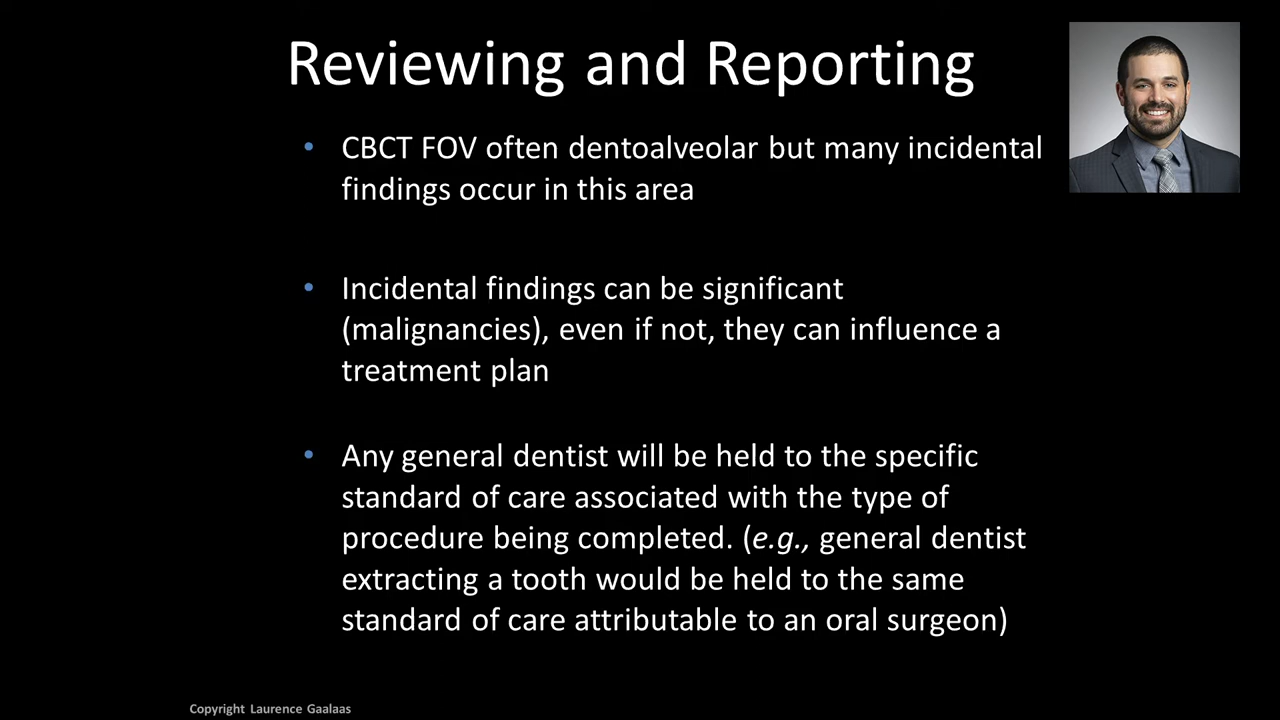 Reviewing and Reporting
• CBCT FOV often dentoalveolar but many incidental
findings occur in this area
• Incidental findings can be significant
(malignancies), even if not, they can influence a
treatment plan
• Any general dentist will be held to the specific
standard of care associated with the type of
procedure being completed. (e.g., general dentist
extracting a tooth would be held to the same
standard of care attributable to an oral surgeon)
Copyright Laurence Gaalaas